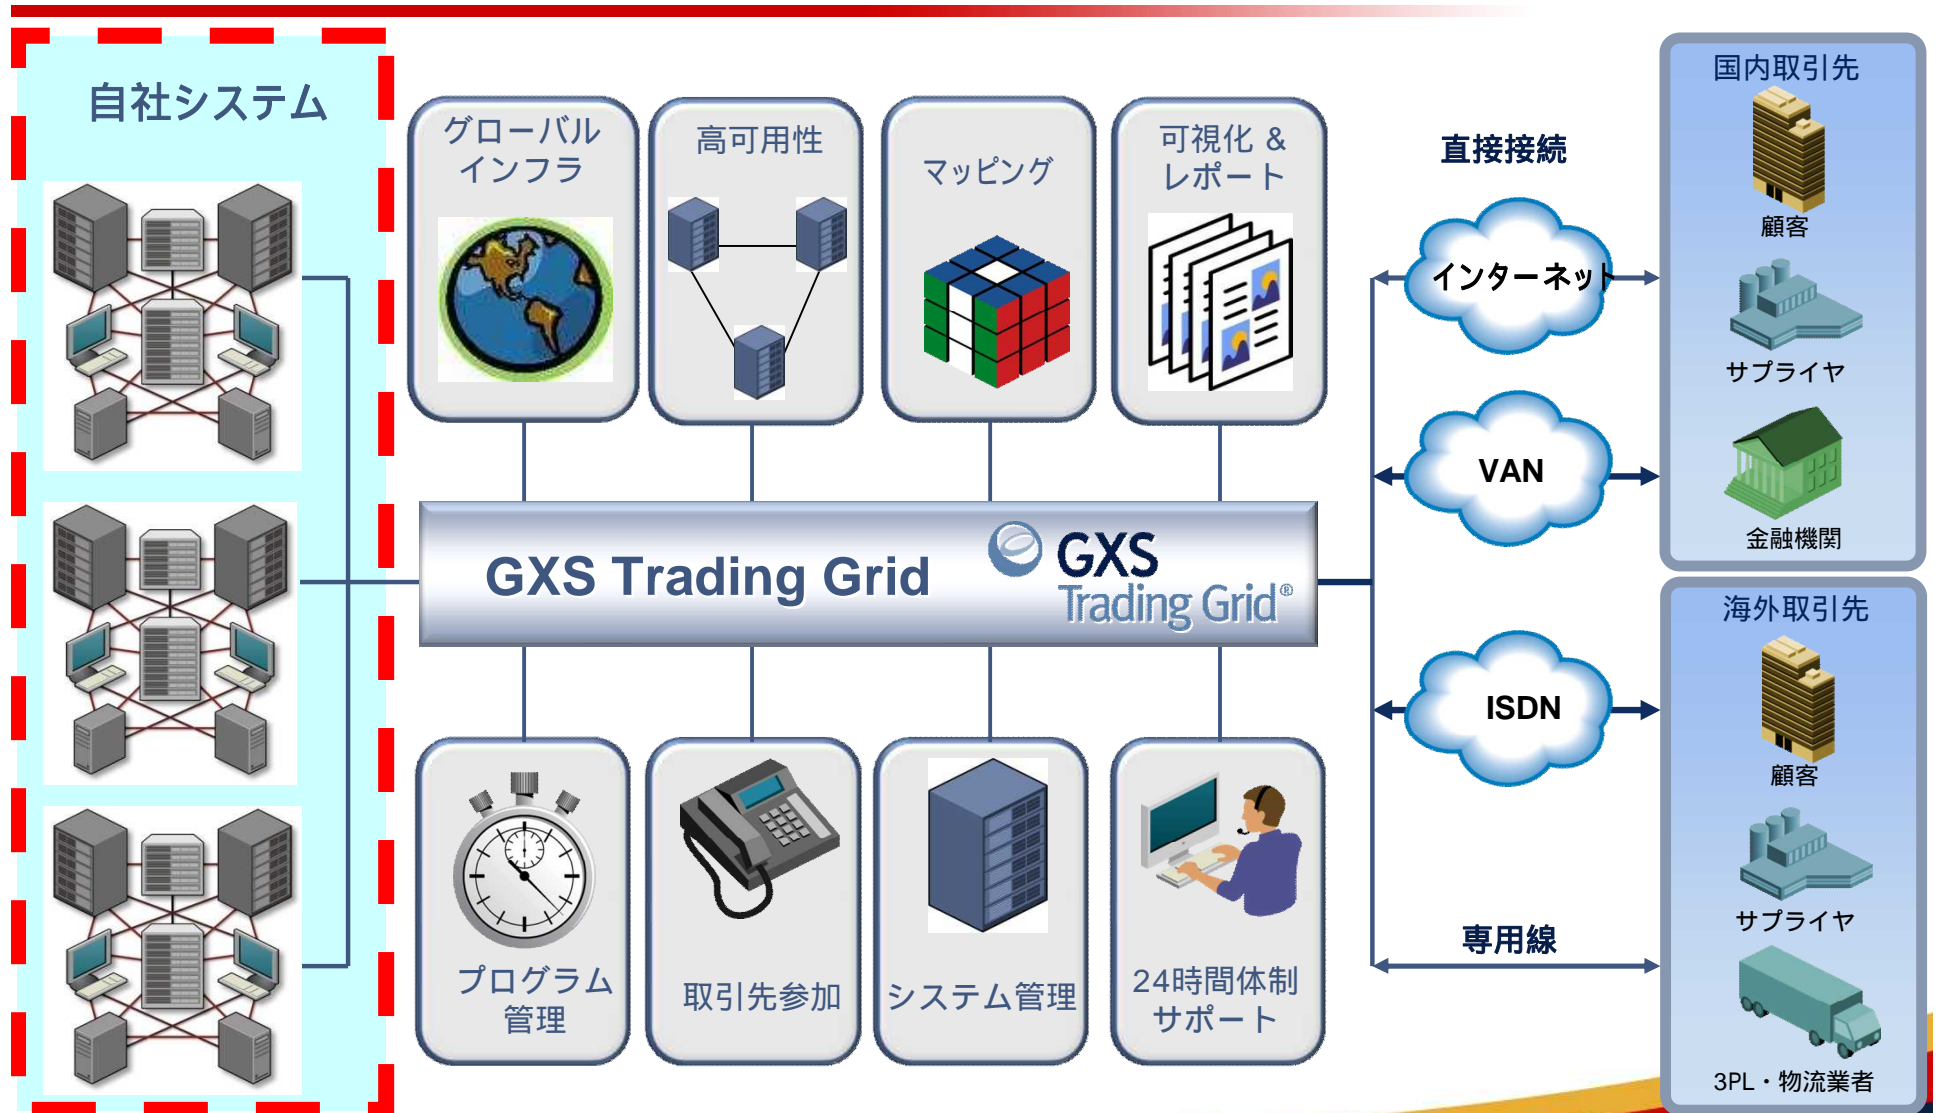 自社システム
グローバル
インフラ
高可用性
マッピング
可視化 &
レポート
直接接続
インターネット
VAN
ISDN
専用線
GXS Trading Grid
GXS
Trading Grid®
プログラム
管理
取引先参加
システム管理
24時間体制
サポート
国内取引先
顧客
サプライヤ
金融機関
海外取引先
顧客
サプライヤ
3PL・物流業者